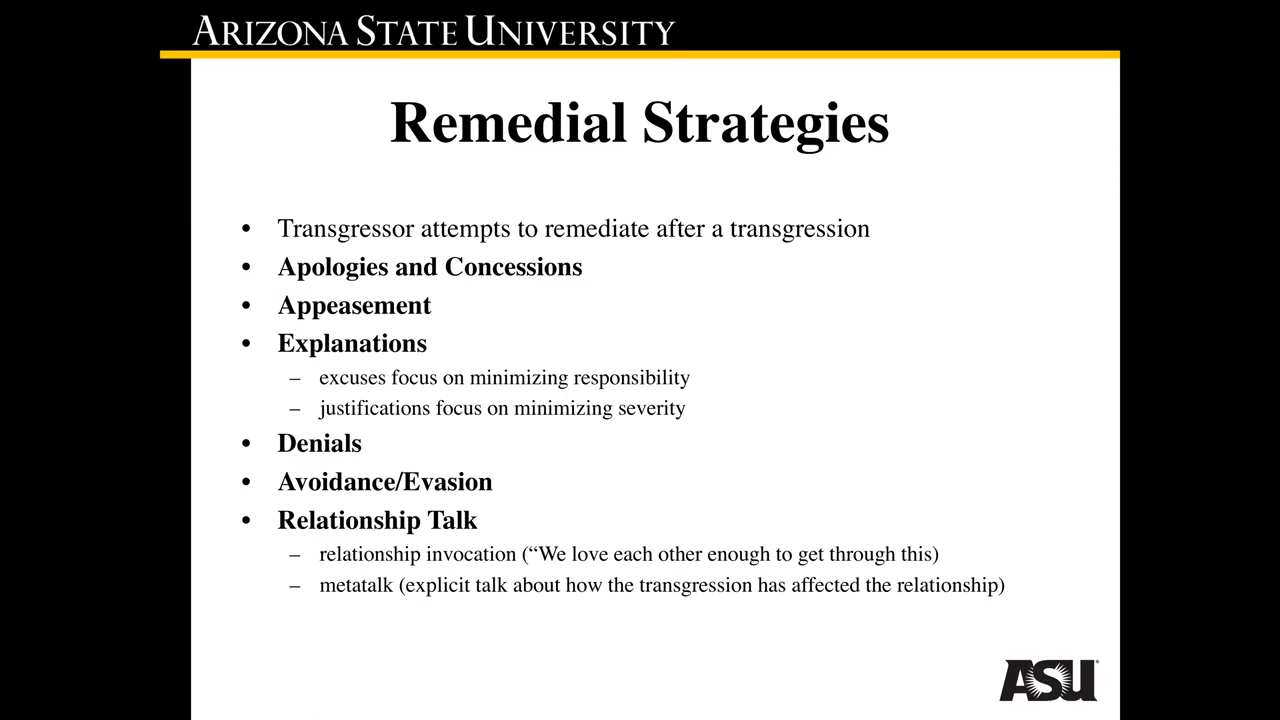 ARIZONA STATE UNIVERSITY
Remedial Strategies
• Transgressor attempts to remediate after a transgression
• Apologies and Concessions
• Appeasement
• Explanations
– excuses focus on minimizing responsibility
– justifications focus on minimizing severity
• Denials
• Avoidance/Evasion
• Relationship Talk
– relationship invocation (“We love each other enough to get through this)
– metatalk (explicit talk about how the transgression has affected the relationship)
ASU